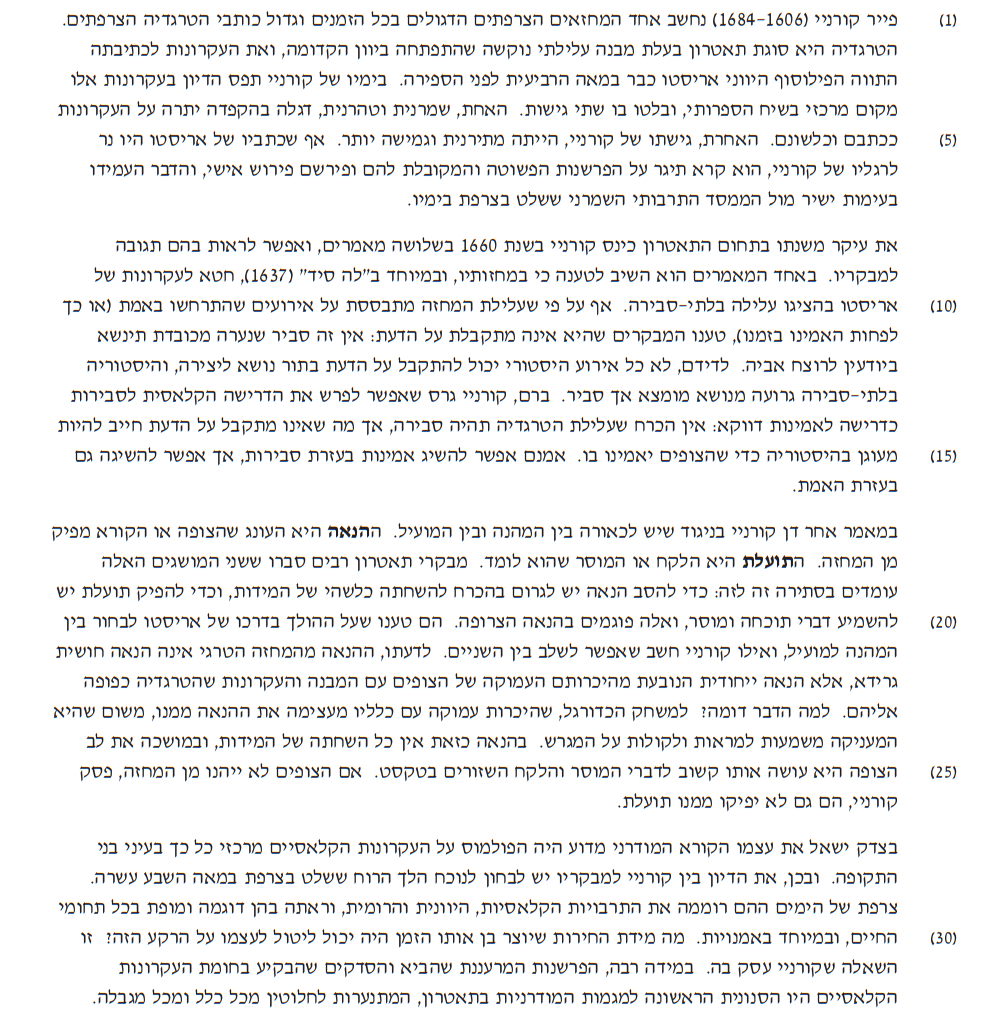 (1) פייר קורניי (1606–1684) נחשב אחד המחזאים הצרפתים הדגולים בכל הזמנים וגדול כותבי הטרגדיה הצרפתים.
הטרגדיה היא סוגת תאטרון בעלת מבנה עלילתי נוקשה שהתפתחה ביוון הקדומה, ואת העקרונות לכתיבתה
התווה הפילוסוף היווני אריסטו כבר במאה הרביעית לפני הספירה. בימיו של קורניי תפס הדיון בעקרונות אלו
מקום מרכזי בשיח הספרותי, ובלטו בו שתי גישות. האחת, שמרנית וטהרנית, דגלה בהקפדה יתרה על העקרונות
(5) ככתבם וכלשונם. האחרת, גישתו של קורניי, הייתה מתירנית וגמישה יותר. אף שכתביו של אריסטו היו נר
לרגליו של קורניי, הוא קרא תיגר על הפרשנות הפשוטה והמקובלת להם ופירשם פירוש אישי, והדבר העמידו
בעימות ישיר מול הממסד התרבותי השמרני ששלט בצרפת בימיו.
את עיקר משנתו בתחום התאטרון כינס קורניי בשנת 1660 בשלושה מאמרים, ואפשר לראות בהם תגובה
למבקריו. באחד המאמרים הוא השיב לטענה כי במחזותיו, ובמיוחד ב"לה סיד" (1637), חטא לעקרונות של
(10) אריסטו בהציגו עלילה בלתי-סבירה. אף על פי שעלילת המחזה מתבססת על אירועים שהתרחשו באמת (או כך
לפחות האמינו בזמנו), טענו המבקרים שהיא אינה מתקבלת על הדעת: אין זה סביר שנערה מכובדת תינשא
ביודעין לרוצח אביה. לדידם, לא כל אירוע היסטורי יכול להתקבל על הדעת בתור נושא ליצירה, והיסטוריה
בלתי-סבירה גרועה מנושא מומצא אך סביר. ברם, קורניי גרס שאפשר לפרש את הדרישה הקלאסית לסבירות
כדרישה לאמינות דווקא: אין הכרח שעלילת הטרגדיה תהיה סבירה, אך מה שאינו מתקבל על הדעת חייב להיות
(15) מעוגן בהיסטוריה כדי שהצופים יאמינו בו. אמנם אפשר להשיג אמינות בעזרת סבירות, אך אפשר להשיגה גם
בעזרת האמת.
במאמר אחר דן קורניי בניגוד שיש לכאורה בין המהנה ובין המועיל. ההנאה היא העונג שהצופה או הקורא מפיק
מן המחזה. התועלת היא הלקח או המוסר שהוא לומד. מבקרי תאטרון רבים סברו ששני המושגים האלה
עומדים בסתירה זה לזה: כדי להסב הנאה יש לגרום בהכרח להשחתה כלשהי של המידות, וכדי להפיק תועלת יש
(20) להשמיע דברי תוכחה ומוסר, ואלה פוגמים בהנאה הצרופה. הם טענו שעל ההולך בדרכו של אריסטו לבחור בין
המהנה למועיל, ואילו קורניי חשב שאפשר לשלב בין השניים. לדעתו, ההנאה מהמחזה הטרגי אינה הנאה חושית
גרידא, אלא הנאה ייחודית הנובעת מהיכרותם העמוקה של הצופים עם המבנה והעקרונות שהטרגדיה כפופה
אליהם. למה הדבר דומה? למשחק הכדורגל, שהיכרות עמוקה עם כלליו מעצימה את ההנאה ממנו, משום שהיא
המעניקה משמעות למראות ולקולות על המגרש. בהנאה כזאת אין כל השחתה של המידות, ובמושכה את לב
(25) הצופה היא עושה אותו קשוב לדברי המוסר והלקח השזורים בטקסט. אם הצופים לא ייהנו מן המחזה, פסק
קורניי, הם גם לא יפיקו ממנו תועלת.
בצדק ישאל את עצמו הקורא המודרני מדוע היה הפולמוס על העקרונות הקלאסיים מרכזי כל כך בעיני בני
התקופה. ובכן, את הדיון בין קורניי למבקריו יש לבחון לנוכח הלך הרוח ששלט בצרפת במאה השבע עשרה.
צרפת של הימים ההם רוממה את התרבויות הקלאסיות, היוונית והרומית, וראתה בהן דוגמה ומופת בכל תחומי
(30) החיים, ובמיוחד באמנויות. מה מידת החירות שיוצר בן אותו הזמן היה יכול ליטול לעצמו על הרקע הזה? זו
השאלה שקורניי עסק בה. במידה רבה, הפרשנות המרעננת שהביא והסדקים שהבקיע בחומת העקרונות
הקלאסיים היו הסנונית הראשונה למגמות המודרניות בתאטרון, המתנערות לחלוטין מכל כלל ומכל מגבלה.